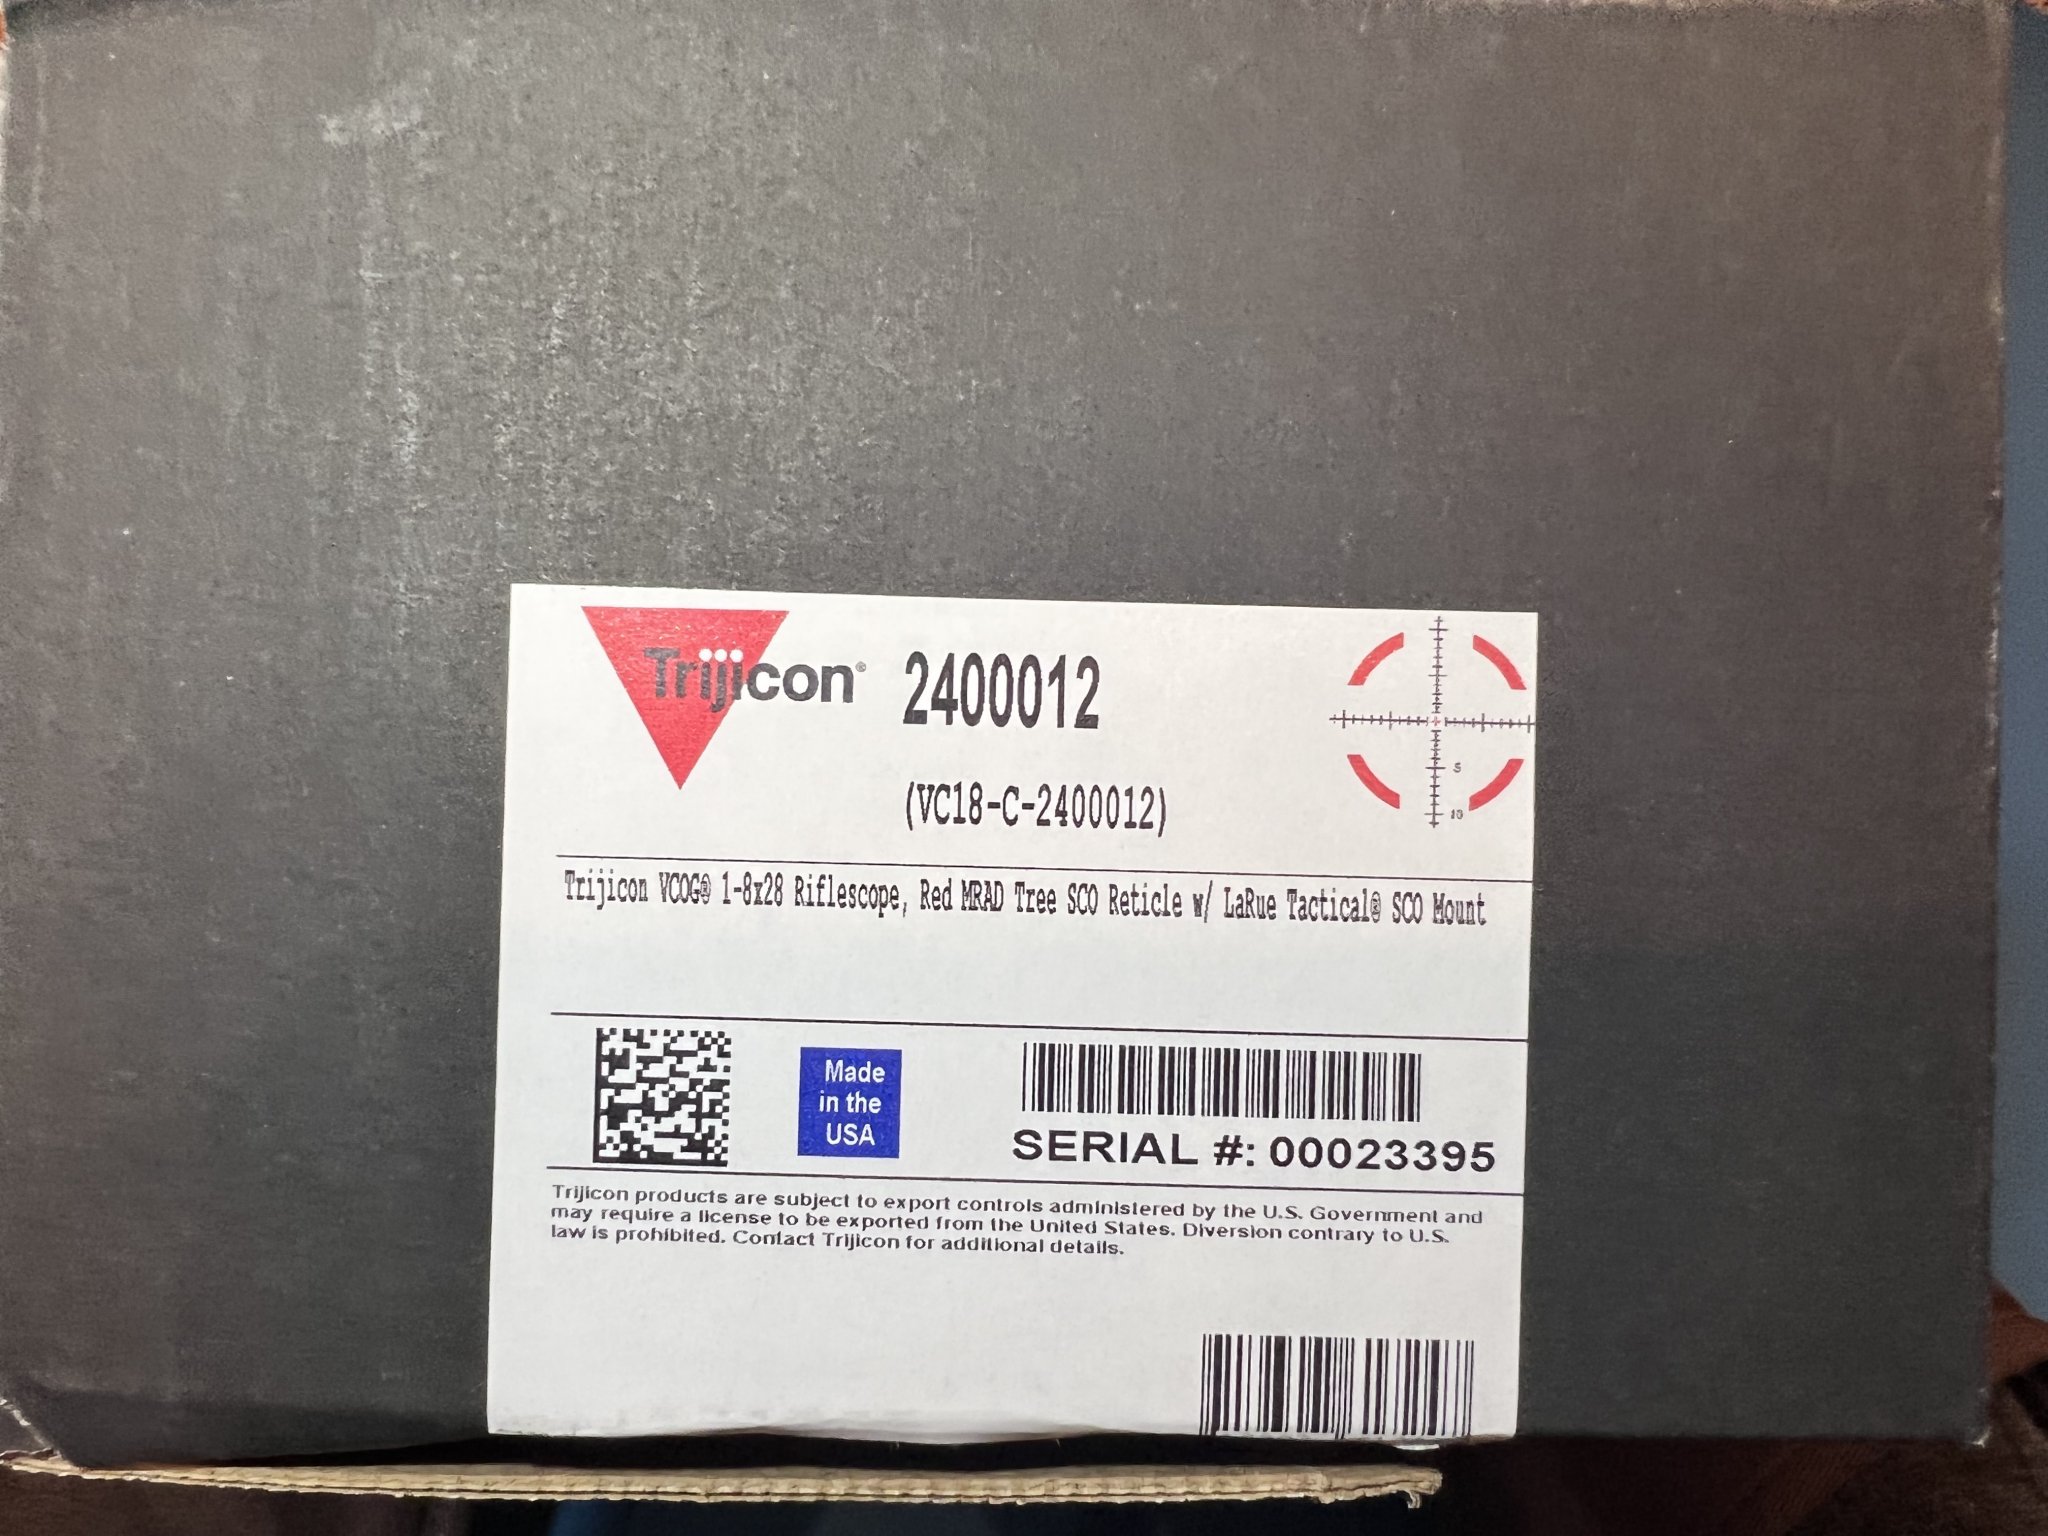 Trijicon®
2400012
(VC18-C-2400012)
5
10
Trijicon VCOG® 1-8x28 Riflescope, Red MRAD Tree SCO Reticle w/ LaRue Tactical® SCO Mount
Made
in the
USA
SERIAL #: 00023395
Trijicon products are subject to export controls administered by the U.S. Government and
may require a license to be exported from the United States. Diversion contrary to U.S.
law is prohibited. Contact Trijicon for additional details.